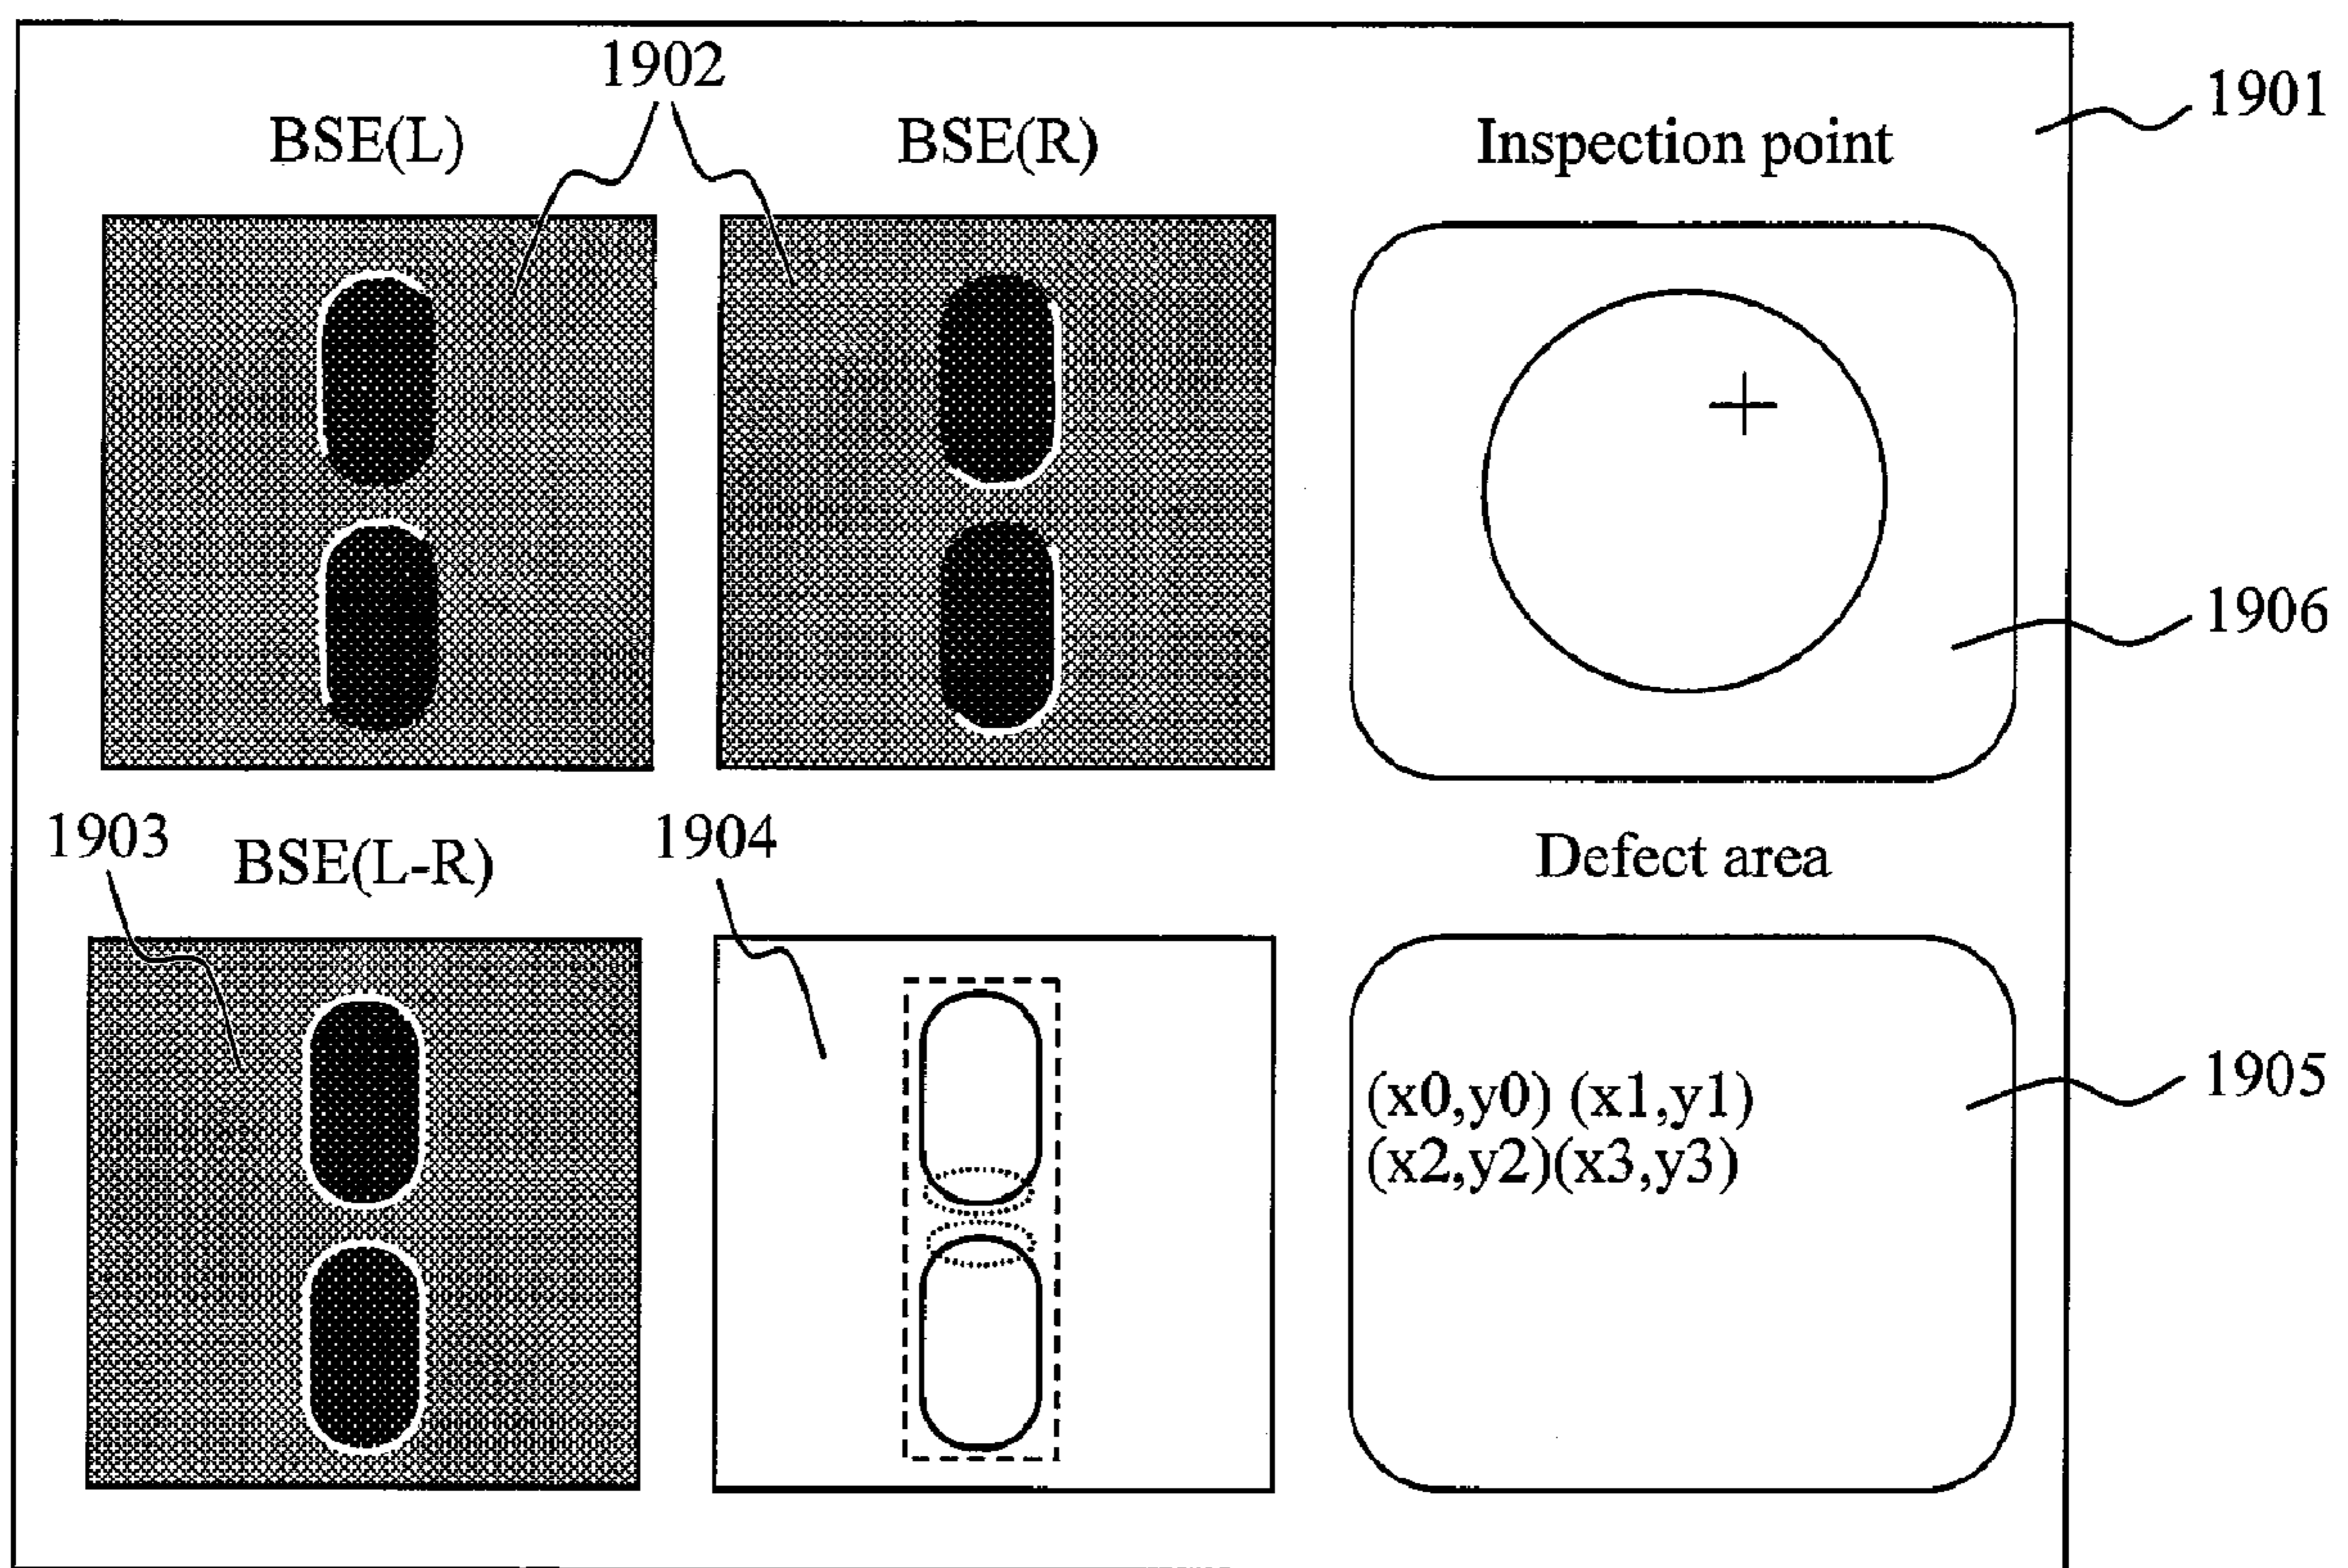 1902
1901
BSE(L)
BSE(R)
Inspection point
1906
1903
BSE(L-R)
1904
Defect area
(x0,y0) (x1,y1)
(x2,y2)(x3,y3)
1905